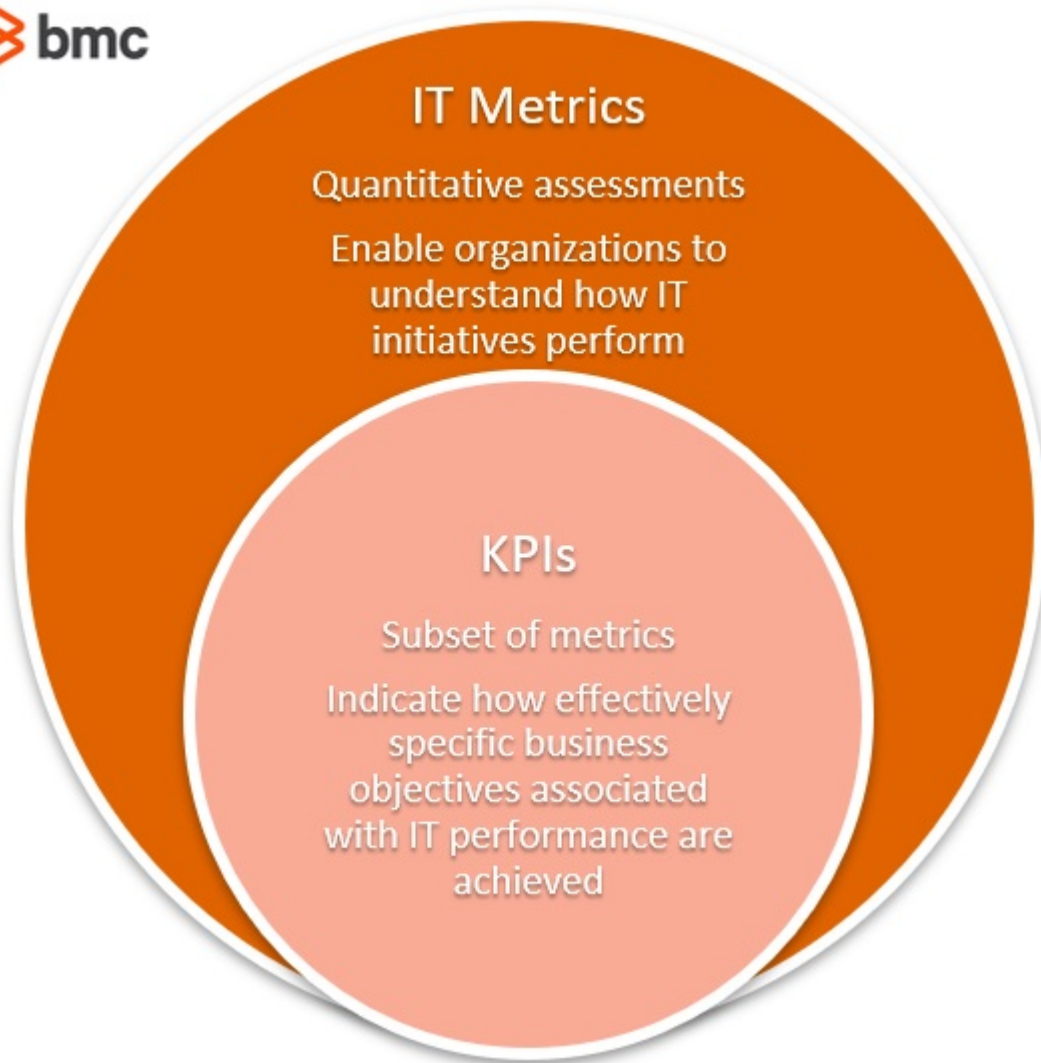 bmc
IT Metrics
Quantitative assessments
Enable organizations to
understand how IT
initiatives perform
KPIs
Subset of metrics
Indicate how effectively
specific business
objectives associated
with IT performance are
achieved